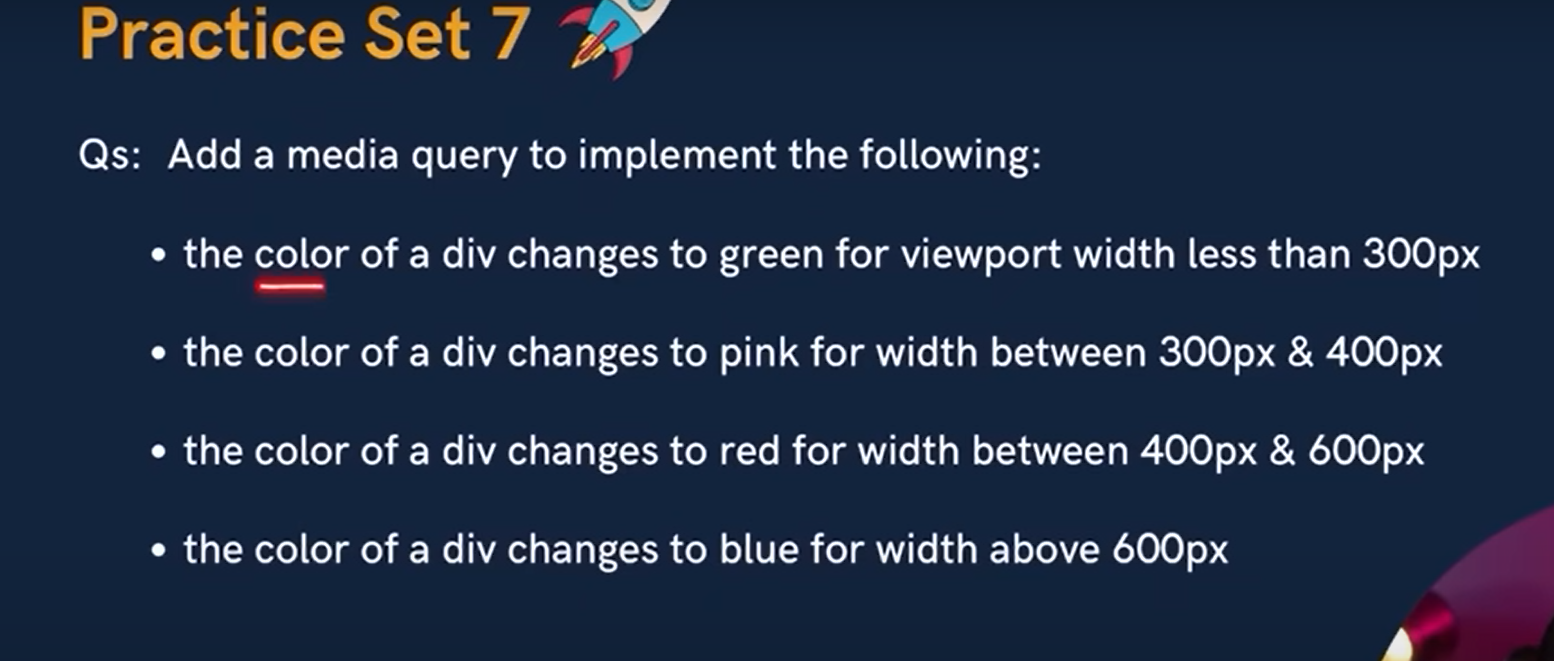 Practice Set 7
Qs: Add a media query to implement the following:
• the color of a div changes to green for viewport width less than 300px
• the color of a div changes to pink for width between 300px & 400px
• the color of a div changes to red for width between 400px & 600px
• the color of a div changes to blue for width above 600px